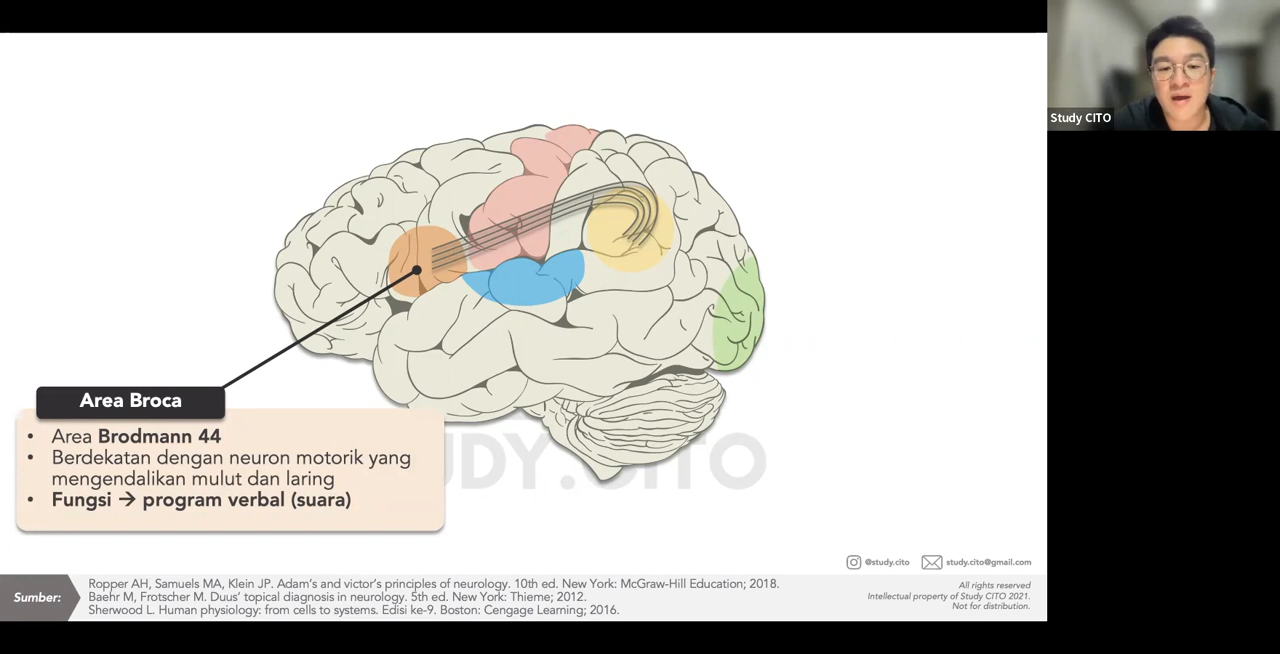 Study CITO
Area Broca
• Area Brodmann 44
• Berdekatan dengan neuron motorik yang
mengendalikan mulut dan laring
• Fungsi → program verbal (suara)
UDY.CITO
@study.cito
study.cito@gmail.com
Sumber:
Ropper AH, Samuels MA, Klein JP. Adam's and victor's principles of neurology. 10th ed. New York: McGraw-Hill Education; 2018.
Baehr M, Frotscher M. Duus' topical diagnosis in neurology. 5th ed. New York: Thieme; 2012.
Sherwood L. Human physiology: from cells to systems. Edisi ke-9. Boston: Cengage Learning; 2016.
All rights reserved
Intellectual property of Study CITO 2021.
Not for distribution.